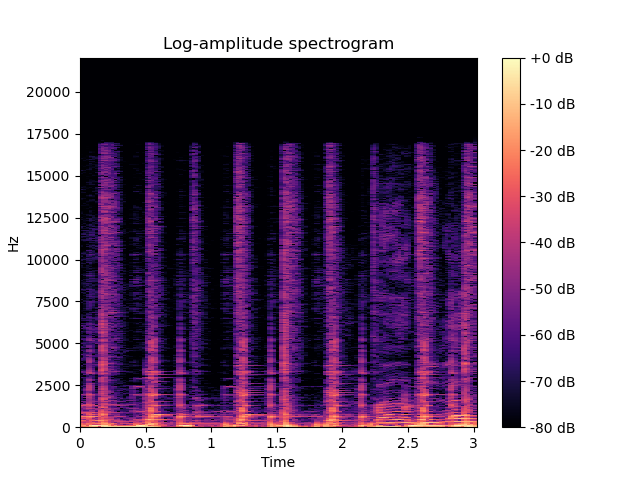 Log-amplitude spectrogram
+0 dB
20000
-10 dB
17500
-20 dB
15000
-30 dB
12500
-40 dB
Hz
10000
-50 dB
7500
-60 dB
5000
-70 dB
2500
0
-80 dB
0
0.5
1
1.5
2
2.5
3
Time